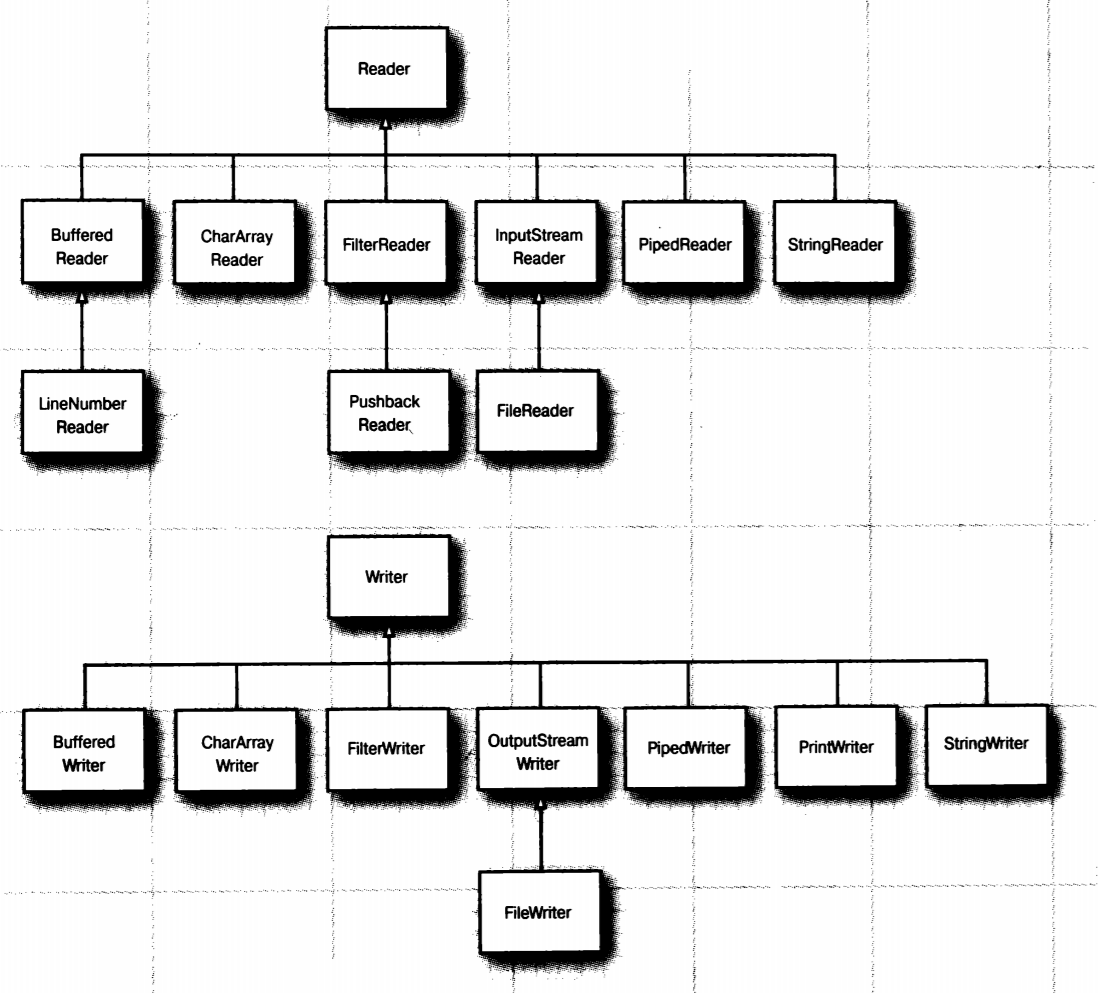 Reader
Buffered
Reader
CharArray
Reader
FilterReader
InputStream
Reader
PipedReader
StringReader
LineNumber
Reader
Pushback
Reader
FileReader
Writer
Buffered
Writer
CharArray
Writer
FilterWriter
OutputStream
Writer
PipedWriter
PrintWriter
StringWriter
FileWriter